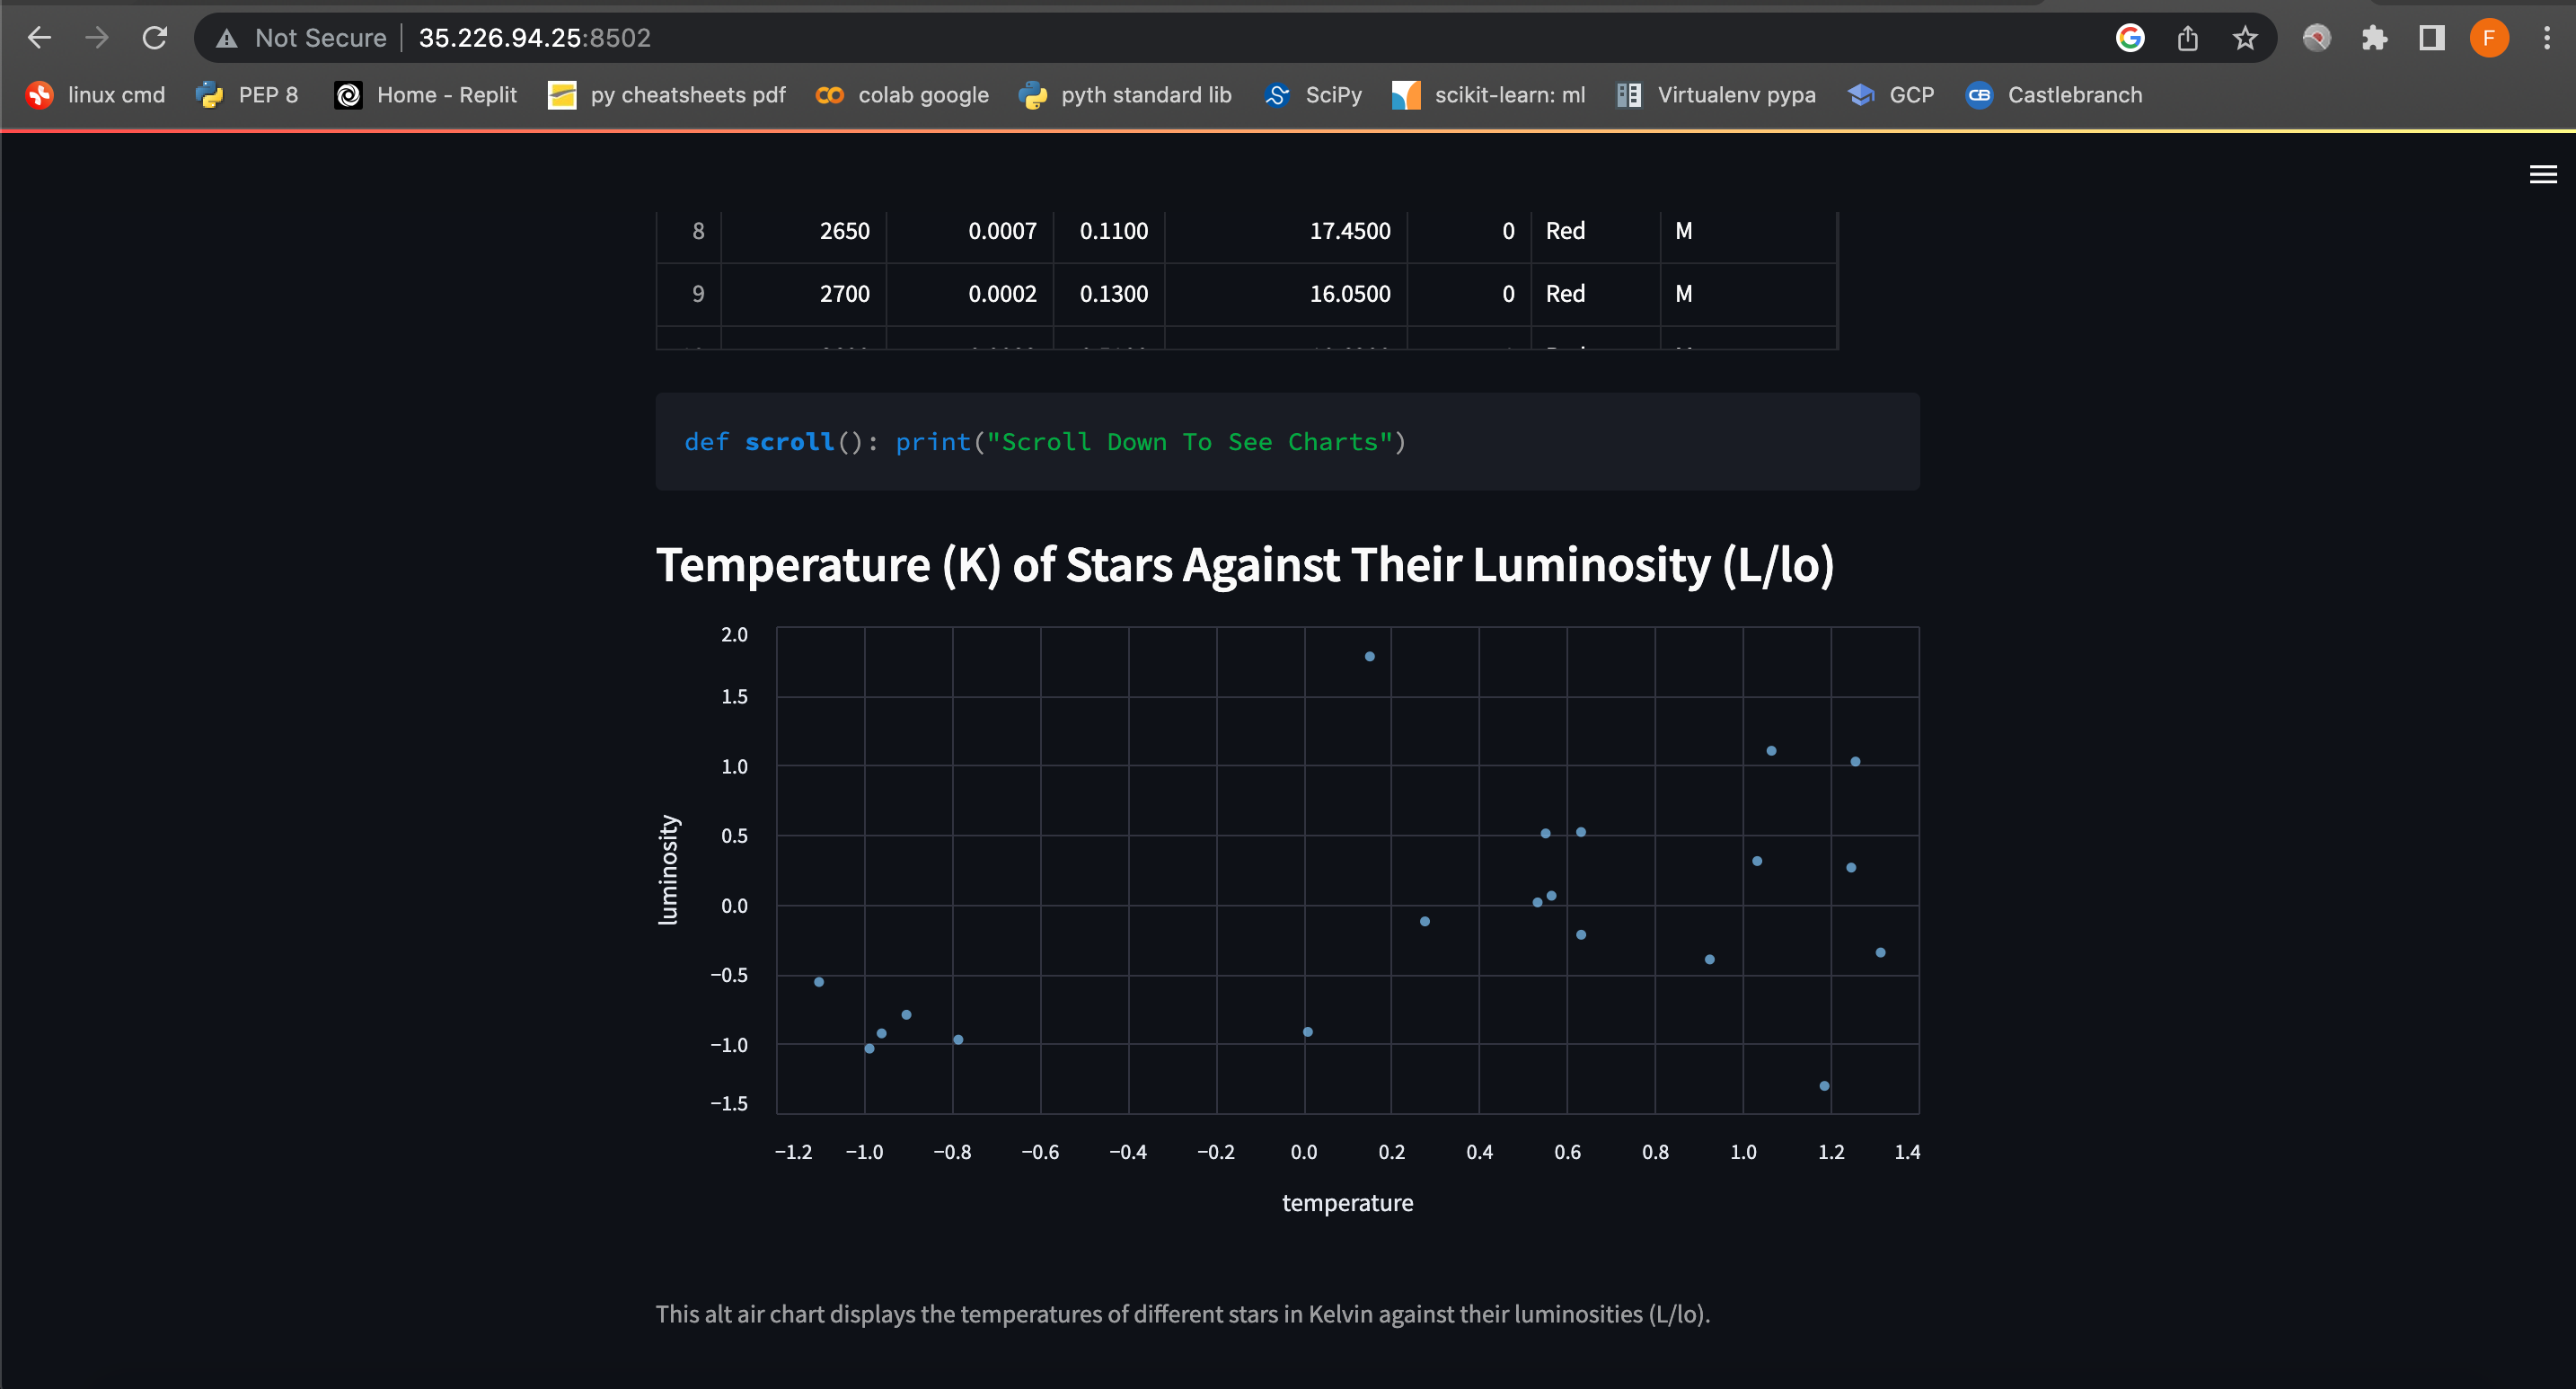 Not Secure | 35.226.94.25:8502
F
linux cmd PEP 8 Home - Replit py cheatsheets pdf colab google pyth standard lib SciPy scikit-learn: ml Virtualenv pypa GCP CB Castlebranch
8 2650 0.0007 0.1100 17.4500 0 Red M
9 2700 0.0002 0.1300 16.0500 0 Red M
def scroll(): print("Scroll Down To See Charts")
Temperature (K) of Stars Against Their Luminosity (L/lo)
2.0
1.5
1.0
0.5
0.0
−0.5
−1.0
−1.5
luminosity
−1.2 −1.0 −0.8 −0.6 −0.4 −0.2 0.0 0.2 0.4 0.6 0.8 1.0 1.2 1.4
temperature
This alt air chart displays the temperatures of different stars in Kelvin against their luminosities (L/lo).